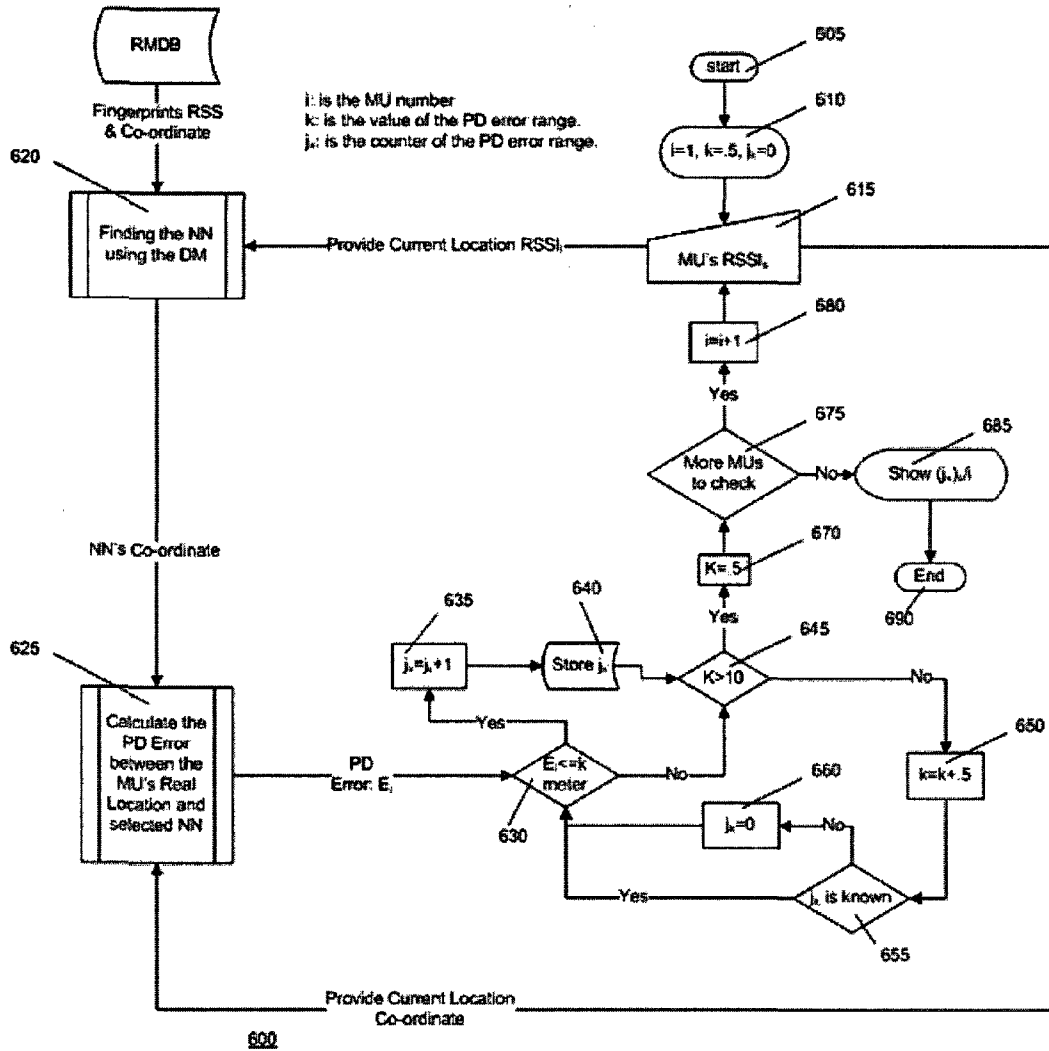 RMDB
Fingerprints RSS
& Co-ordinate
i: is the MU number
k: is the value of the PD error range.
jₖ: is the counter of the PD error range.
605
start
610
i=1, k=.5, jₖ=0
615
MU's RSSIₛ
620
Finding the NN
using the DM
Provide Current Location RSSIᵢ
680
i=i+1
Yes
675
More MUs
to check
No
685
Show (jₖ)ₖ/i
End
690
670
K=.5
Yes
NN's Co-ordinate
625
Calculate the
PD Error
between the
MU's Real
Location and
selected NN
PD
Error: Eᵢ
635
jₖ=jₖ+1
640
Store jₖ
645
K>10
No
650
k=k+.5
Yes
Eᵢ<=k
meter
630
No
660
jₖ=0
No
Yes
jₖ is known
655
Provide Current Location
Co-ordinate
600